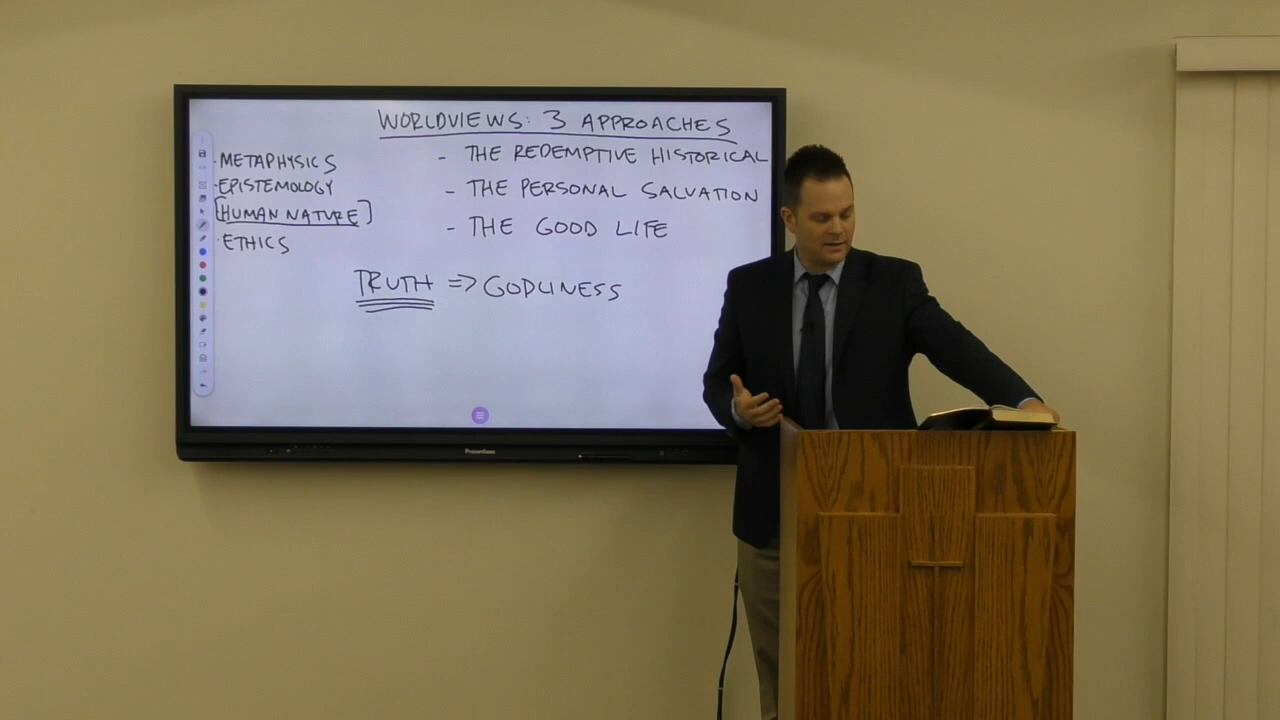 WORLDVIEWS: 3 APPROACHES
- THE REDEMPTIVE HISTORICAL
- THE PERSONAL SALVATION
- THE GOOD LIFE
· METAPHYSICS
· EPISTEMOLOGY
[HUMAN NATURE]
· ETHICS
TRUTH => GODLINESS
Promethean